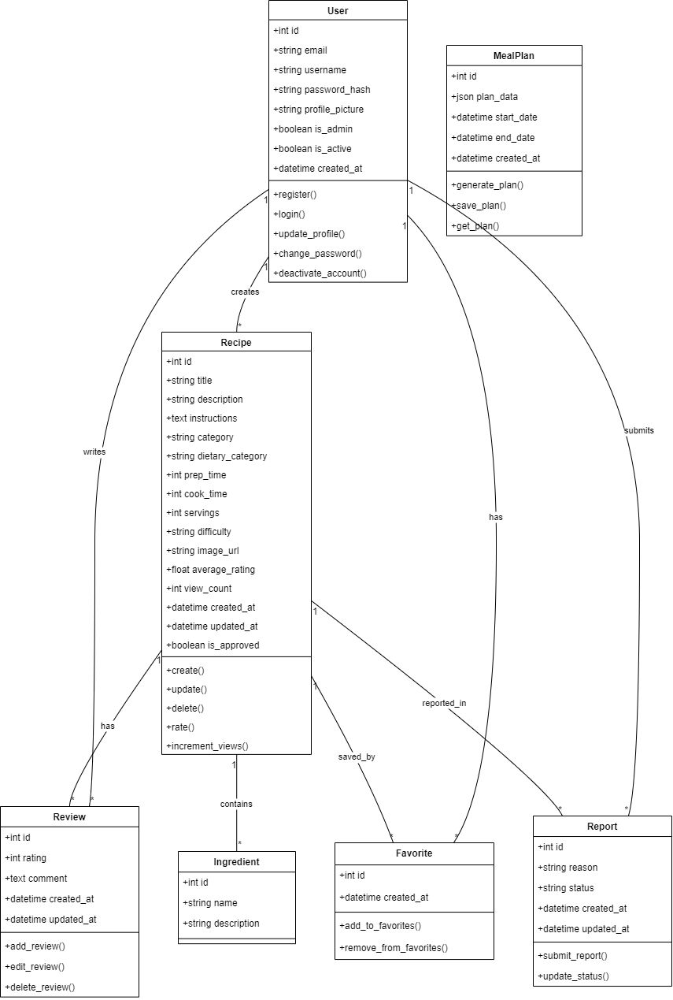 User
+int id
+string email
+string username
+string password_hash
+string profile_picture
+boolean is_admin
+boolean is_active
+datetime created_at
+register()
+login()
+update_profile()
+change_password()
+deactivate_account()
MealPlan
+int id
+json plan_data
+datetime start_date
+datetime end_date
+datetime created_at
+generate_plan()
+save_plan()
+get_plan()
1
1
1
1
creates
*
writes
submits
has
Recipe
+int id
+string title
+string description
+text instructions
+string category
+string dietary_category
+int prep_time
+int cook_time
+int servings
+string difficulty
+string image_url
+float average_rating
+int view_count
+datetime created_at
+datetime updated_at
+boolean is_approved
+create()
+update()
+delete()
+rate()
+increment_views()
1
1
1
1
has
reported_in
saved_by
contains
*
*
*
*
*
*
*
Review
+int id
+int rating
+text comment
+datetime created_at
+datetime updated_at
+add_review()
+edit_review()
+delete_review()
Ingredient
+int id
+string name
+string description
Favorite
+int id
+datetime created_at
+add_to_favorites()
+remove_from_favorites()
Report
+int id
+string reason
+string status
+datetime created_at
+datetime updated_at
+submit_report()
+update_status()